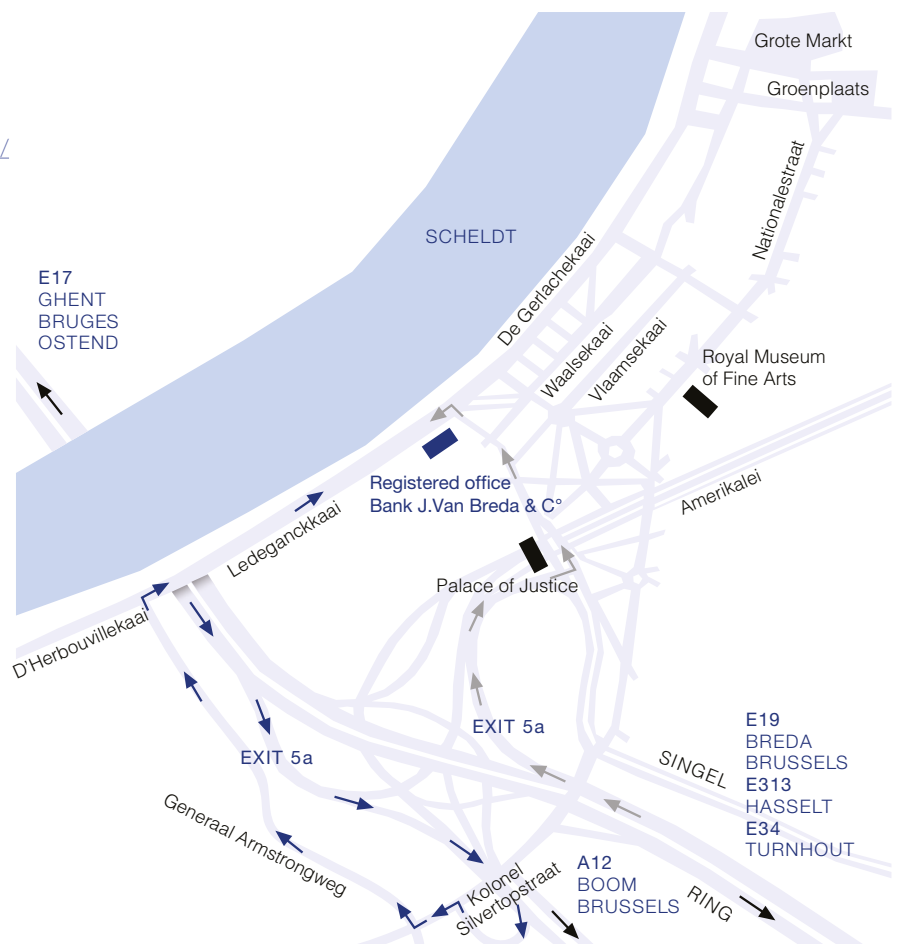 Grote Markt
Groenplaats
Nationalestraat
SCHELDT
De Gerlachekaai
E17
GHENT
BRUGES
OSTEND
Waalsekaai
Vlaamsekaai
Royal Museum
of Fine Arts
Registered office
Bank J.Van Breda & C°
Amerikalei
Ledeganckkaai
Palace of Justice
D'Herbouvillekaai
EXIT 5a
EXIT 5a
SINGEL
E19
BREDA
BRUSSELS
E313
HASSELT
E34
TURNHOUT
Generaal Armstrongweg
Kolonel
Silvertopstraat
A12
BOOM
BRUSSELS
RING